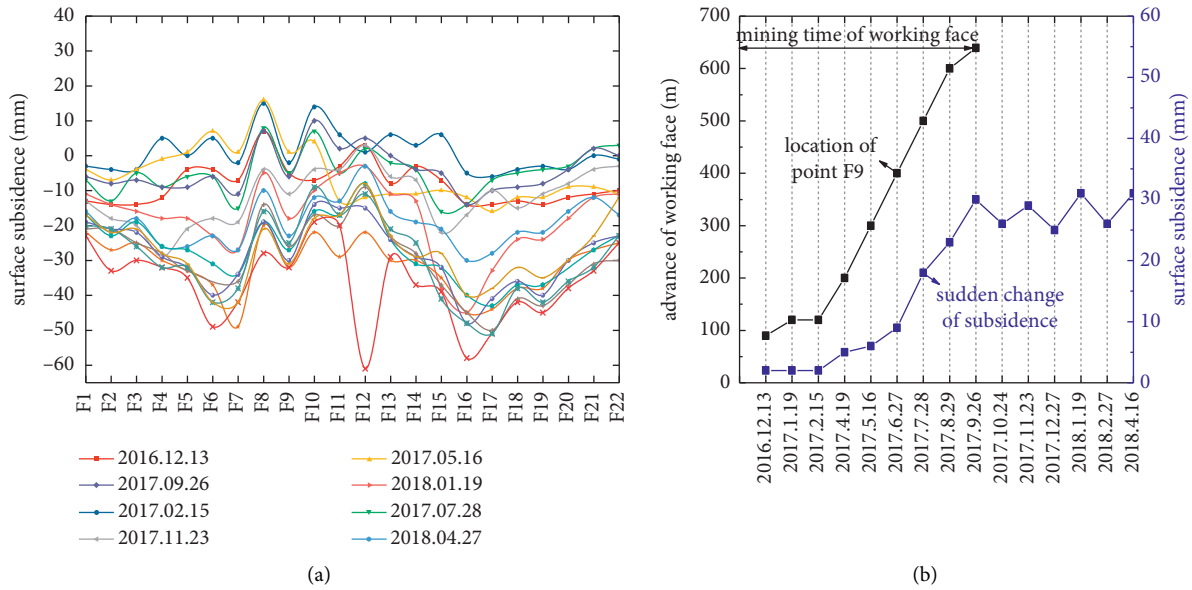 40
30
20
10
0
−10
−20
−30
−40
−50
−60
surface subsidence (mm)
F1
F2
F3
F4
F5
F6
F7
F8
F9
F10
F11
F12
F13
F14
F15
F16
F17
F18
F19
F20
F21
F22
2016.12.13
2017.09.26
2017.02.15
2017.11.23
2017.05.16
2018.01.19
2017.07.28
2018.04.27
(a)
700
600
500
400
300
200
100
0
advance of working face (m)
mining time of working face
location of
point F9
sudden change
of subsidence
60
50
40
30
20
10
0
surface subsidence (mm)
2016.12.13
2017.1.19
2017.2.15
2017.4.19
2017.5.16
2017.6.27
2017.7.28
2017.8.29
2017.9.26
2017.10.24
2017.11.23
2017.12.27
2018.1.19
2018.2.27
2018.4.16
(b)